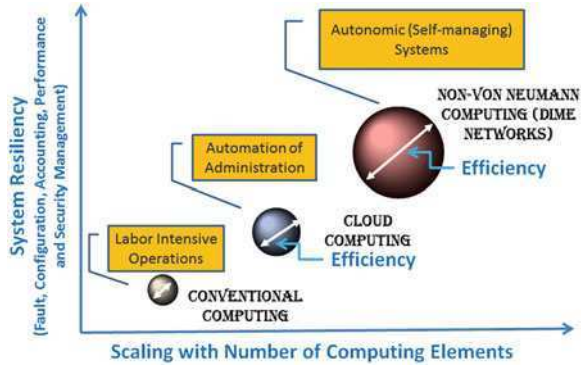 Autonomic (Self-managing)
Systems
NON-VON NEUMANN
COMPUTING (DIME
NETWORKS)
Efficiency
Automation of
Administration
CLOUD
COMPUTING
Efficiency
Labor Intensive
Operations
CONVENTIONAL
COMPUTING
System Resiliency
(Fault, Configuration, Accounting, Performance
and Security Management)
Scaling with Number of Computing Elements